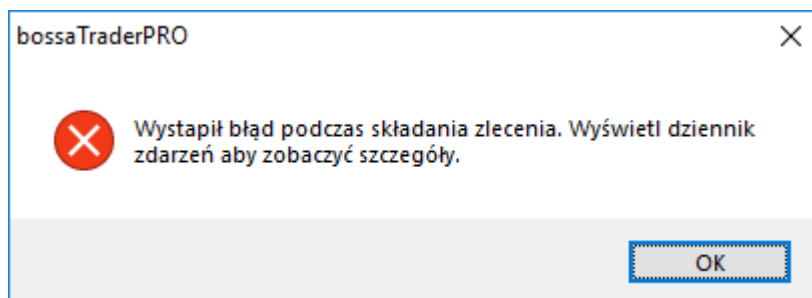 bossaTraderPRO
Wystapił błąd podczas składania zlecenia. Wyświetl dziennik
zdarzeń aby zobaczyć szczegóły.
OK